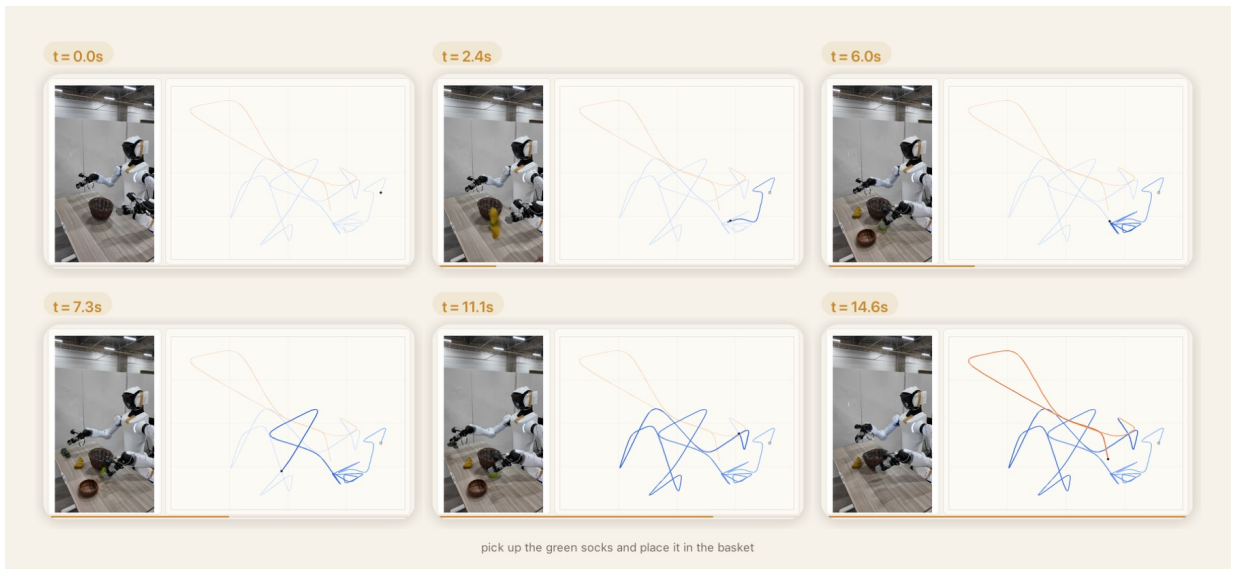 t = 0.0s
t = 2.4s
t = 6.0s
t = 7.3s
t = 11.1s
t = 14.6s
pick up the green socks and place it in the basket